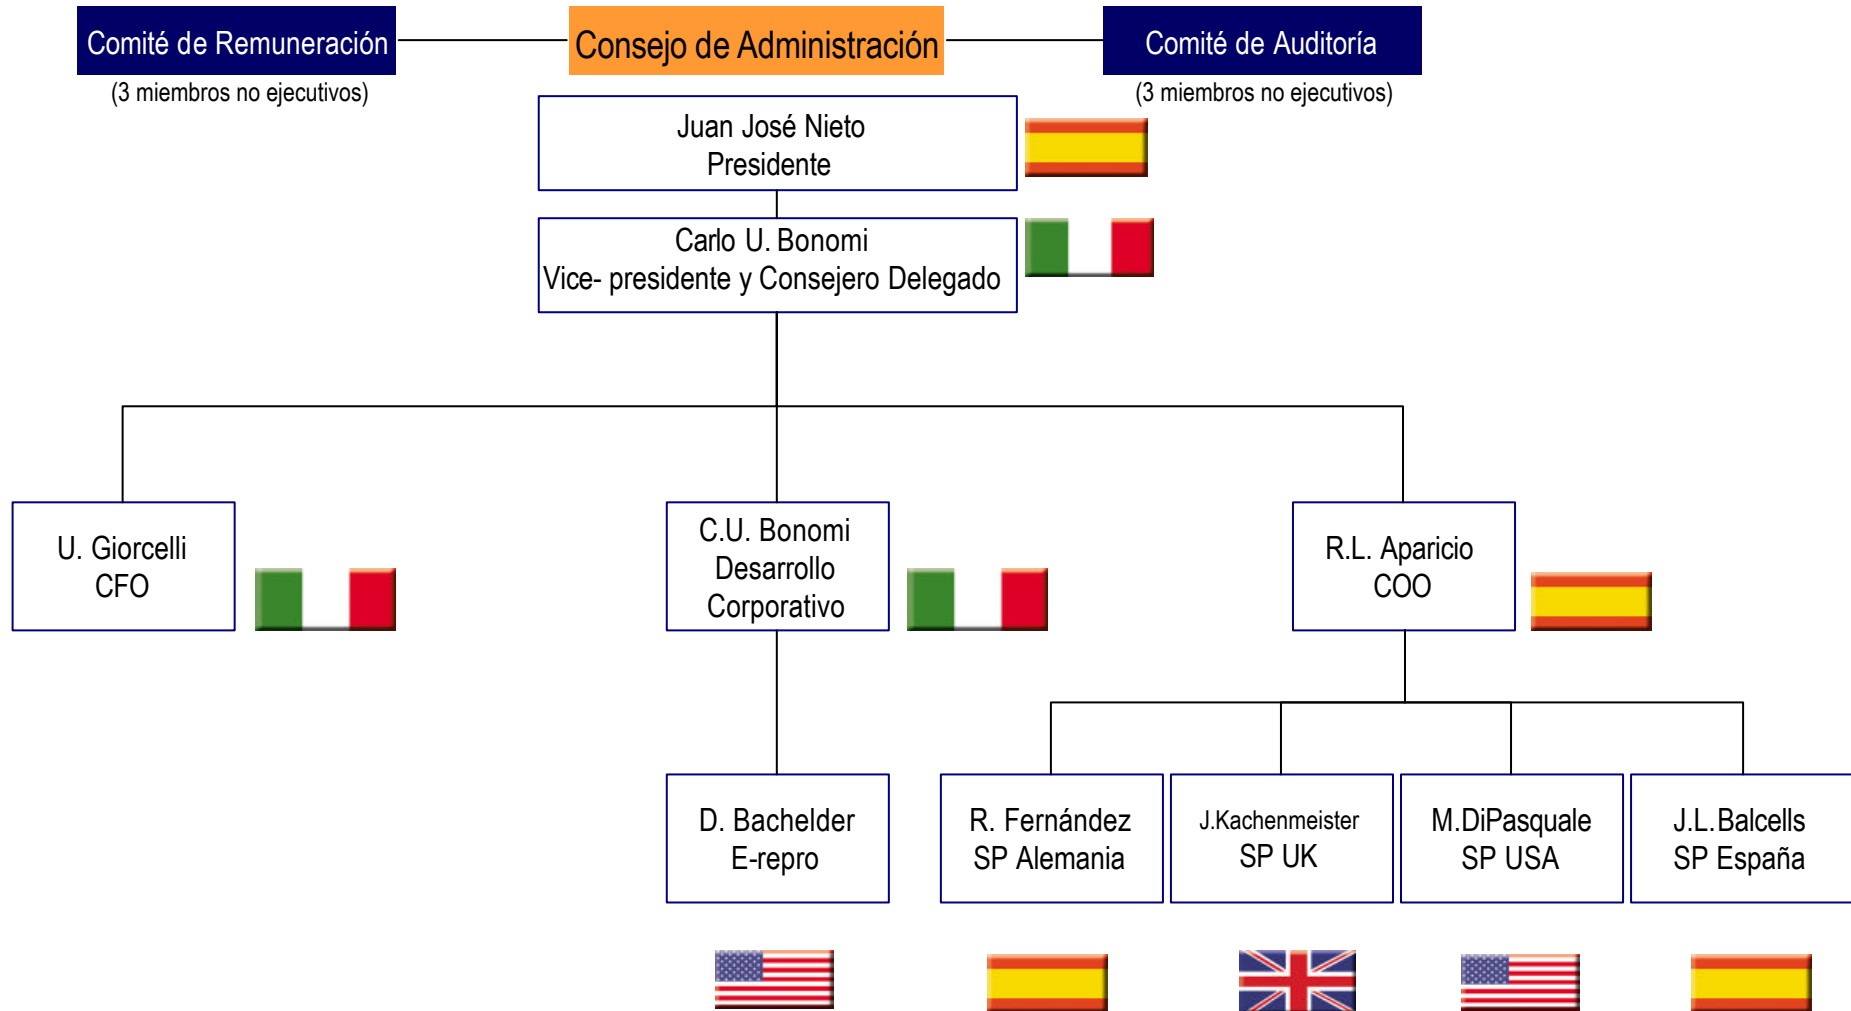 Comité de Remuneración
Consejo de Administración
Comité de Auditoría
(3 miembros no ejecutivos)
(3 miembros no ejecutivos)
Juan José Nieto
Presidente
Carlo U. Bonomi
Vice- presidente y Consejero Delegado
U. Giorcelli
CFO
C.U. Bonomi
Desarrollo
Corporativo
R.L. Aparicio
COO
D. Bachelder
E-repro
R. Fernández
SP Alemania
J.Kachenmeister
SP UK
M.DiPasquale
SP USA
J.L.Balcells
SP España